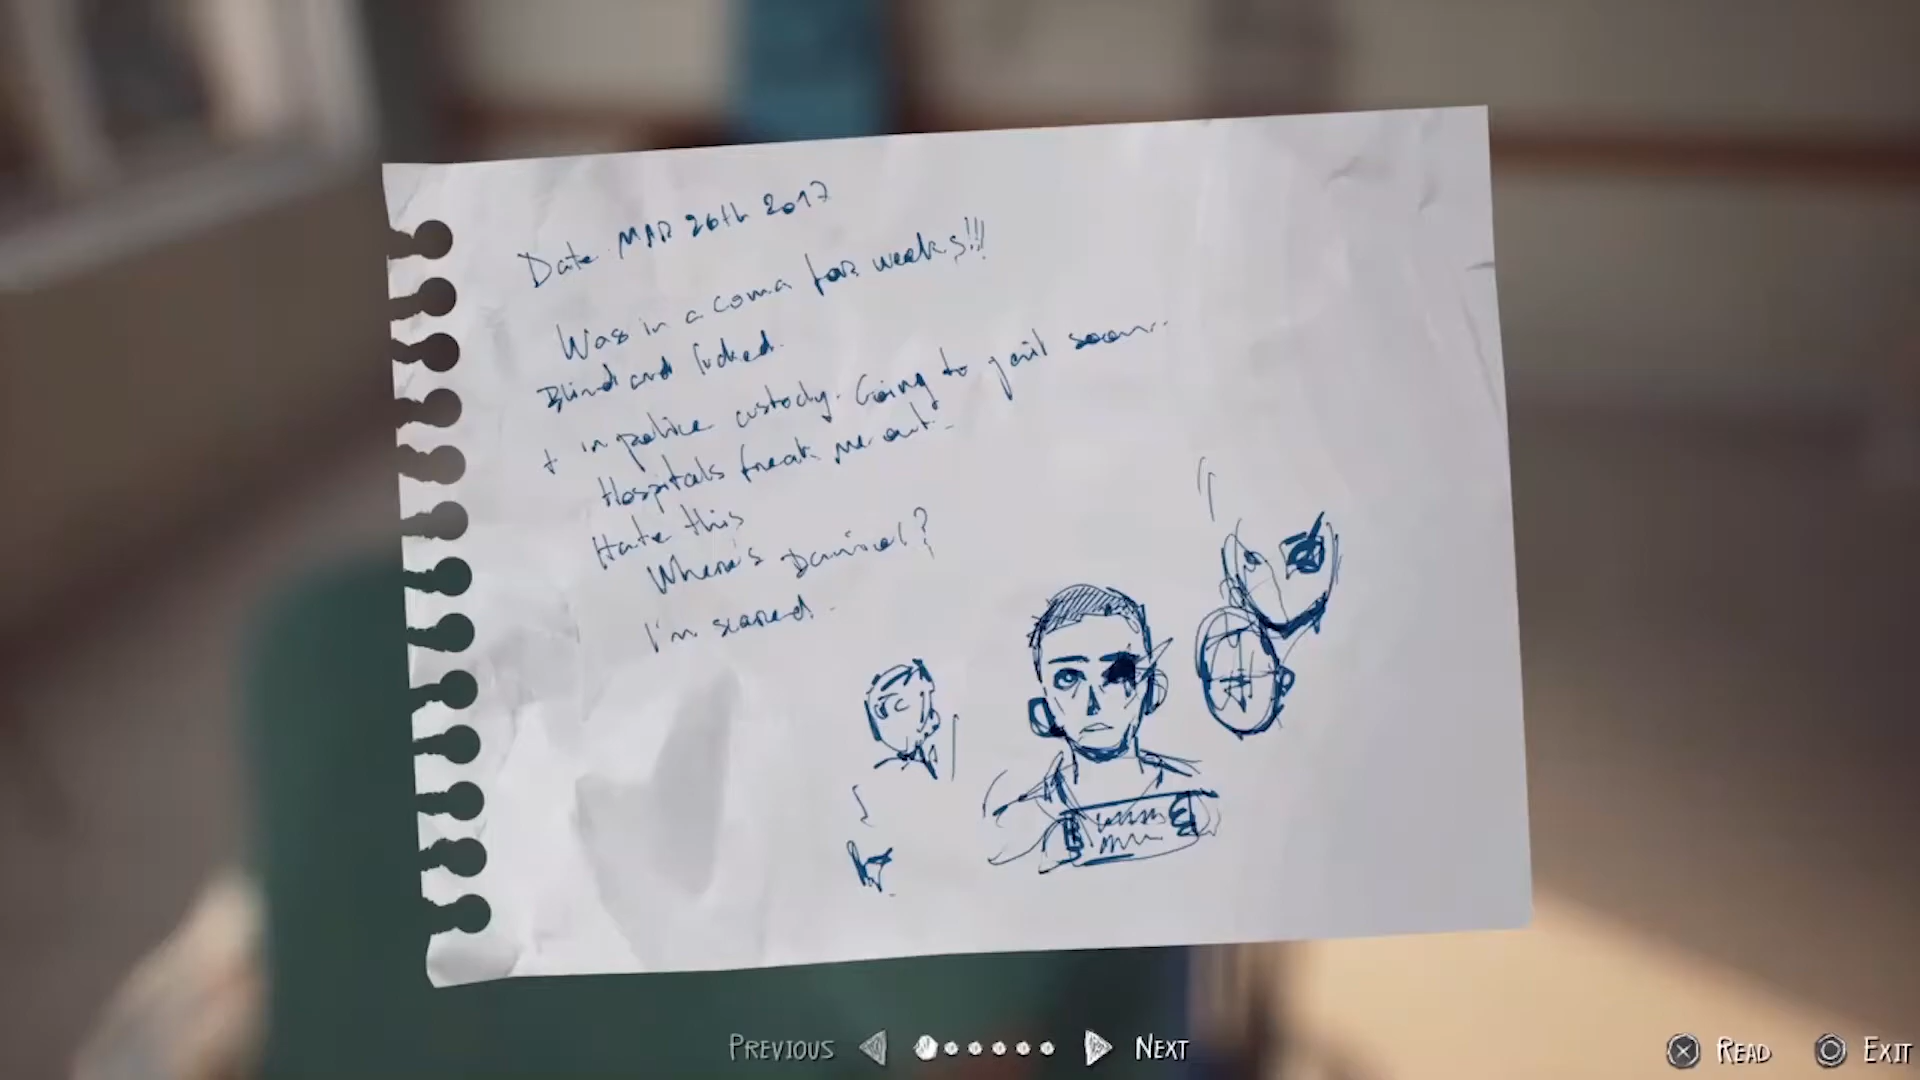 Date MAR 26th 2017
Was in a coma for weeks!!!
Blind and fucked.
+ in police custody. Going to jail soon..
Hospitals freak me out.
Hate this
Where's Daniel?
I'm scared.
PREVIOUS
NEXT
READ
EXIT